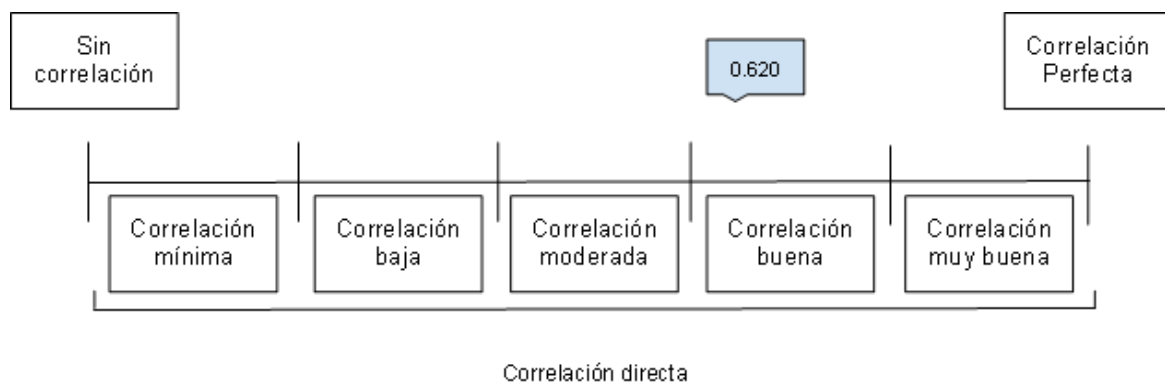 Sin
correlación
0.620
Correlación
Perfecta
Correlación
mínima
Correlación
baja
Correlación
moderada
Correlación
buena
Correlación
muy buena
Correlación directa